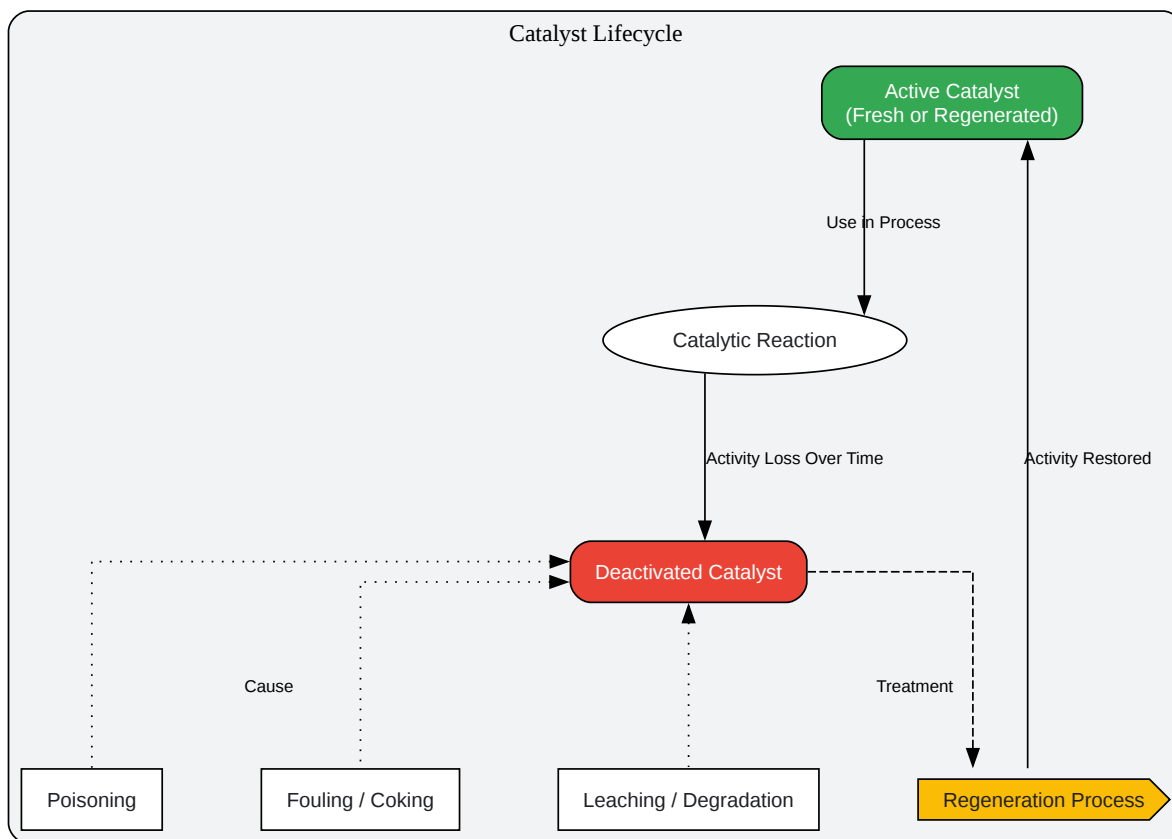 Catalyst Lifecycle
Active Catalyst
(Fresh or Regenerated)
Use in Process
Catalytic Reaction
Activity Loss Over Time
Activity Restored
Deactivated Catalyst
Cause
Treatment
Poisoning
Fouling / Coking
Leaching / Degradation
Regeneration Process